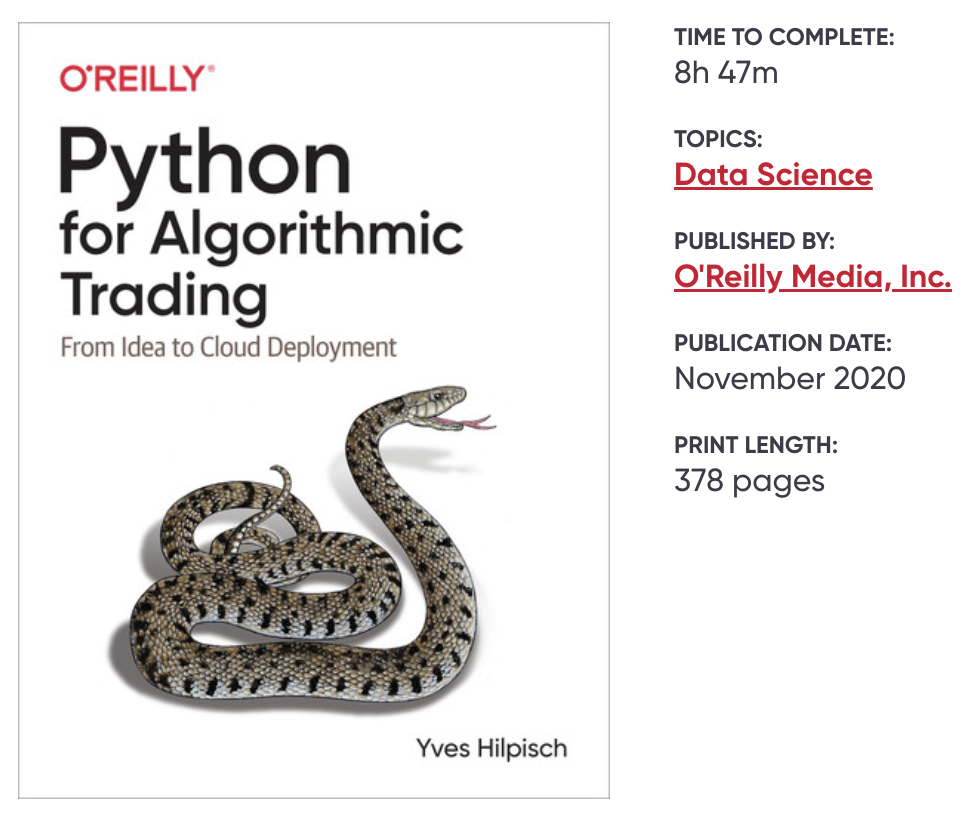 O'REILLY®
Python
for Algorithmic
Trading
From Idea to Cloud Deployment
Yves Hilpisch
TIME TO COMPLETE:
8h 47m
TOPICS:
Data Science
PUBLISHED BY:
O'Reilly Media, Inc.
PUBLICATION DATE:
November 2020
PRINT LENGTH:
378 pages